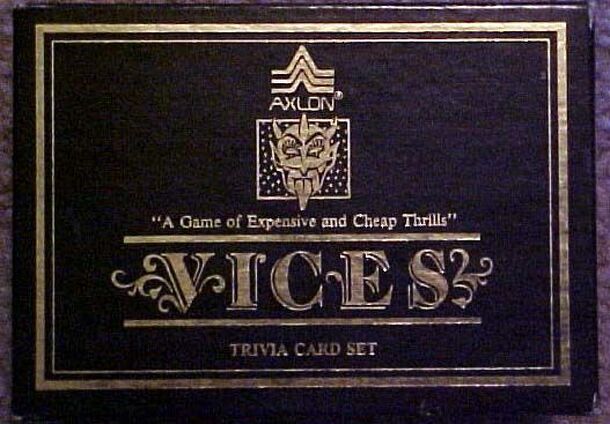 AXLON®
"A Game of Expensive and Cheap Thrills"
VICES
TRIVIA CARD SET